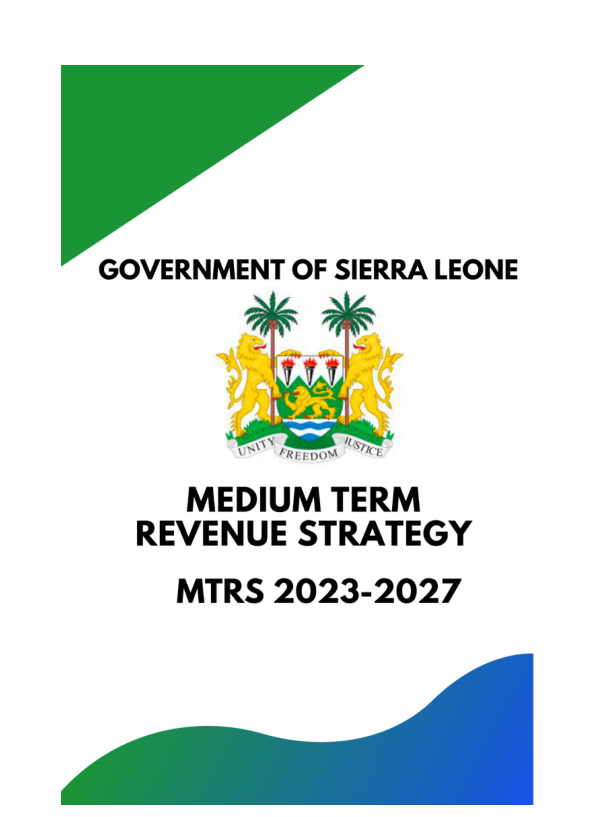 GOVERNMENT OF SIERRA LEONE
UNITY FREEDOM JUSTICE
MEDIUM TERM
REVENUE STRATEGY
MTRS 2023-2027